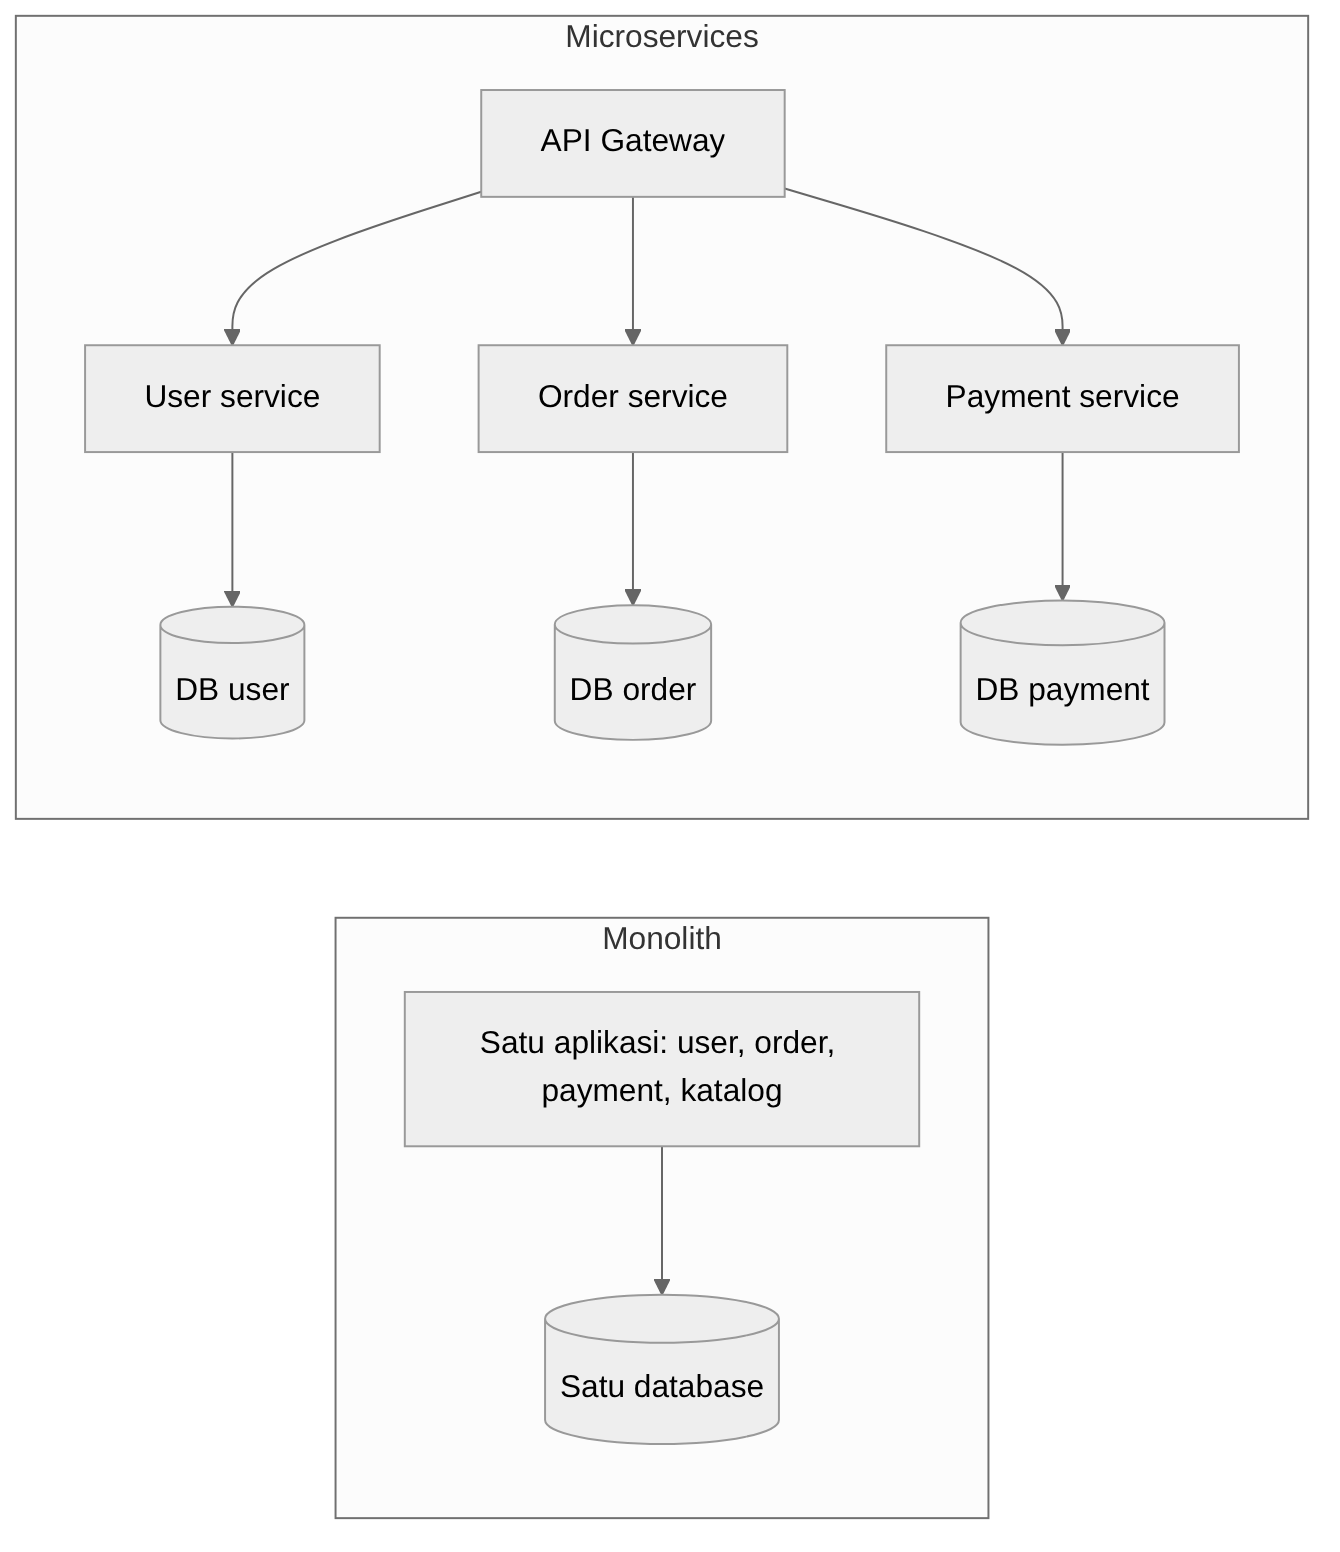 Microservices
API Gateway
User service
Order service
Payment service
DB user
DB order
DB payment
Monolith
Satu aplikasi: user, order,
payment, katalog
Satu database